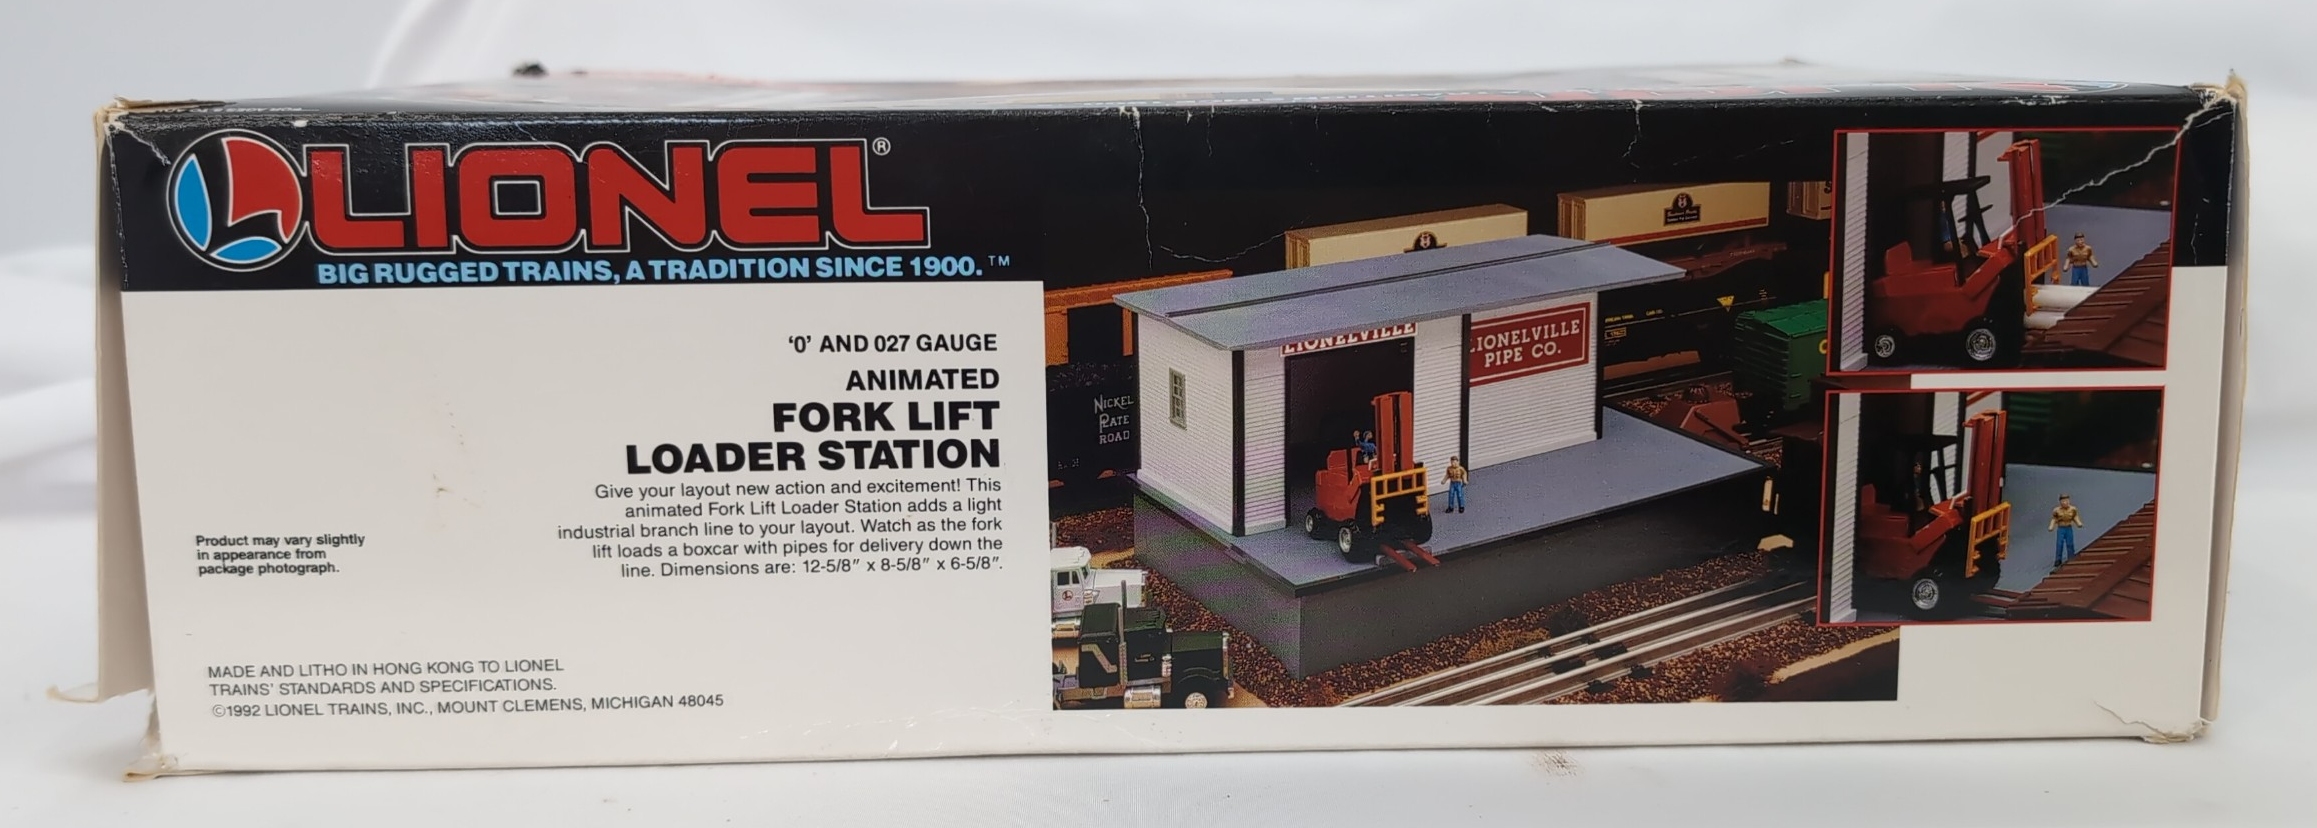 LIONEL®
BIG RUGGED TRAINS, A TRADITION SINCE 1900.™
'0' AND 027 GAUGE
ANIMATED
FORK LIFT
LOADER STATION
Give your layout new action and excitement! This
animated Fork Lift Loader Station adds a light
industrial branch line to your layout. Watch as the fork
lift loads a boxcar with pipes for delivery down the
line. Dimensions are: 12-5/8" x 8-5/8" x 6-5/8".
Product may vary slightly
in appearance from
package photograph.
MADE AND LITHO IN HONG KONG TO LIONEL
TRAINS' STANDARDS AND SPECIFICATIONS.
©1992 LIONEL TRAINS, INC., MOUNT CLEMENS, MICHIGAN 48045
LIONELVILLE
LIONELVILLE
PIPE CO.
NICKEL
PLATE
ROAD